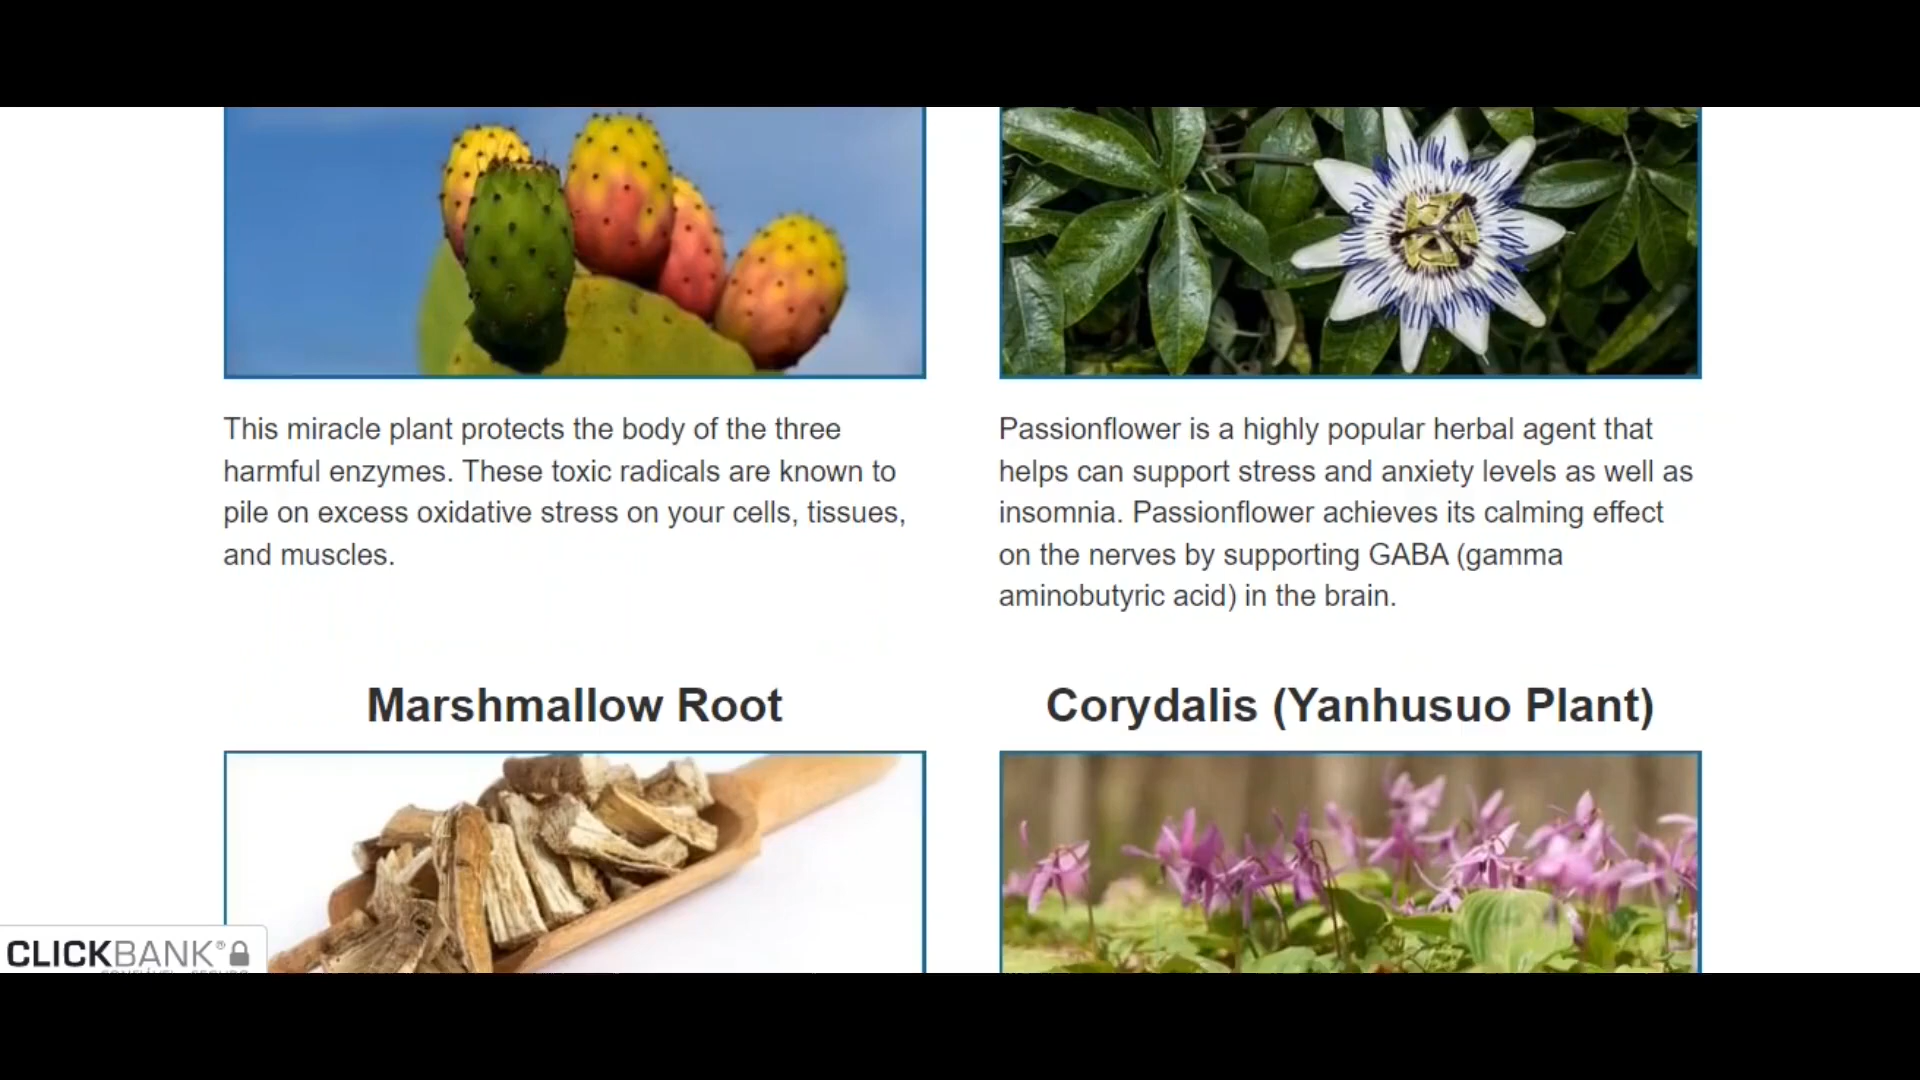 This miracle plant protects the body of the three
harmful enzymes. These toxic radicals are known to
pile on excess oxidative stress on your cells, tissues,
and muscles.
Passionflower is a highly popular herbal agent that
helps can support stress and anxiety levels as well as
insomnia. Passionflower achieves its calming effect
on the nerves by supporting GABA (gamma
aminobutyric acid) in the brain.
Marshmallow Root
Corydalis (Yanhusuo Plant)
CLICKBANK®